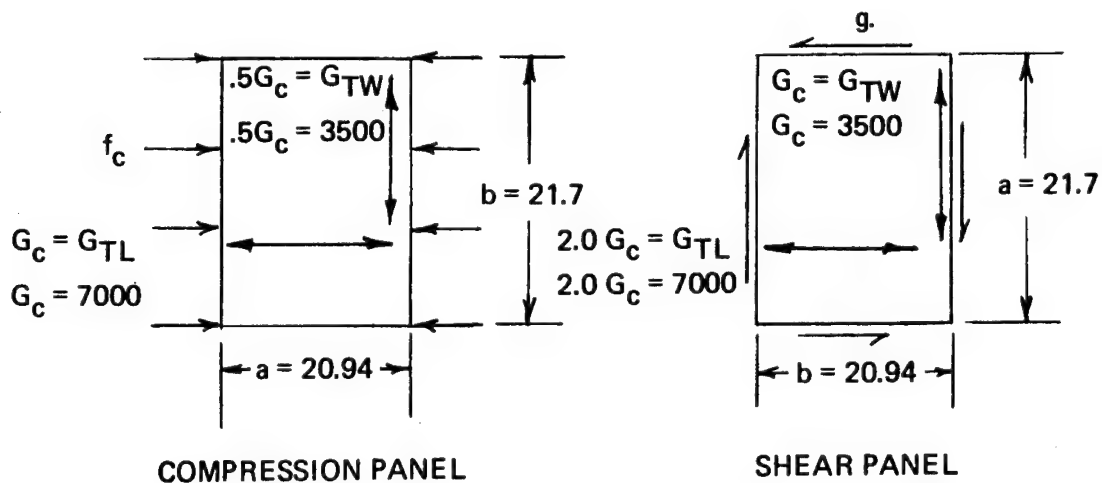 .5G_c = G_TW
.5G_c = 3500
f_c
b = 21.7
G_c = G_TL
G_c = 7000
a = 20.94
COMPRESSION PANEL
g.
G_c = G_TW
G_c = 3500
a = 21.7
2.0 G_c = G_TL
2.0 G_c = 7000
b = 20.94
SHEAR PANEL